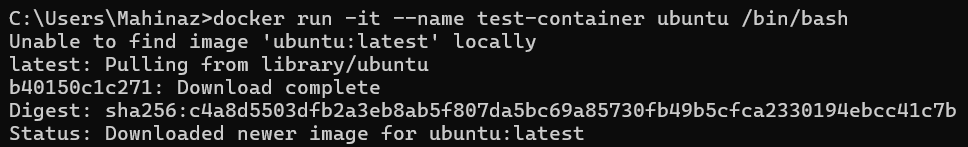 C:\Users\Mahinaz>docker run -it --name test-container ubuntu /bin/bash
Unable to find image 'ubuntu:latest' locally
latest: Pulling from library/ubuntu
b40150c1c271: Download complete
Digest: sha256:c4a8d5503dfb2a3eb8ab5f807da5bc69a85730fb49b5cfca2330194ebcc41c7b
Status: Downloaded newer image for ubuntu:latest